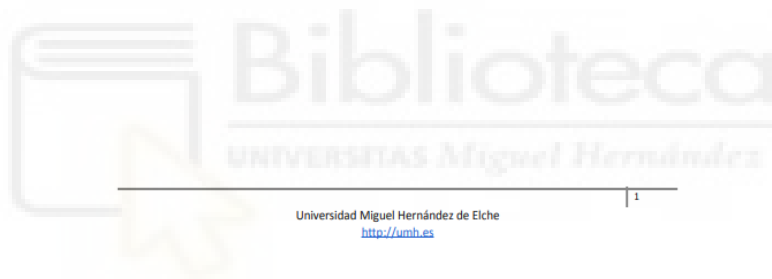 Biblioteca
UNIVERSITAS Miguel Hernández
1
Universidad Miguel Hernández de Elche
http://umh.es